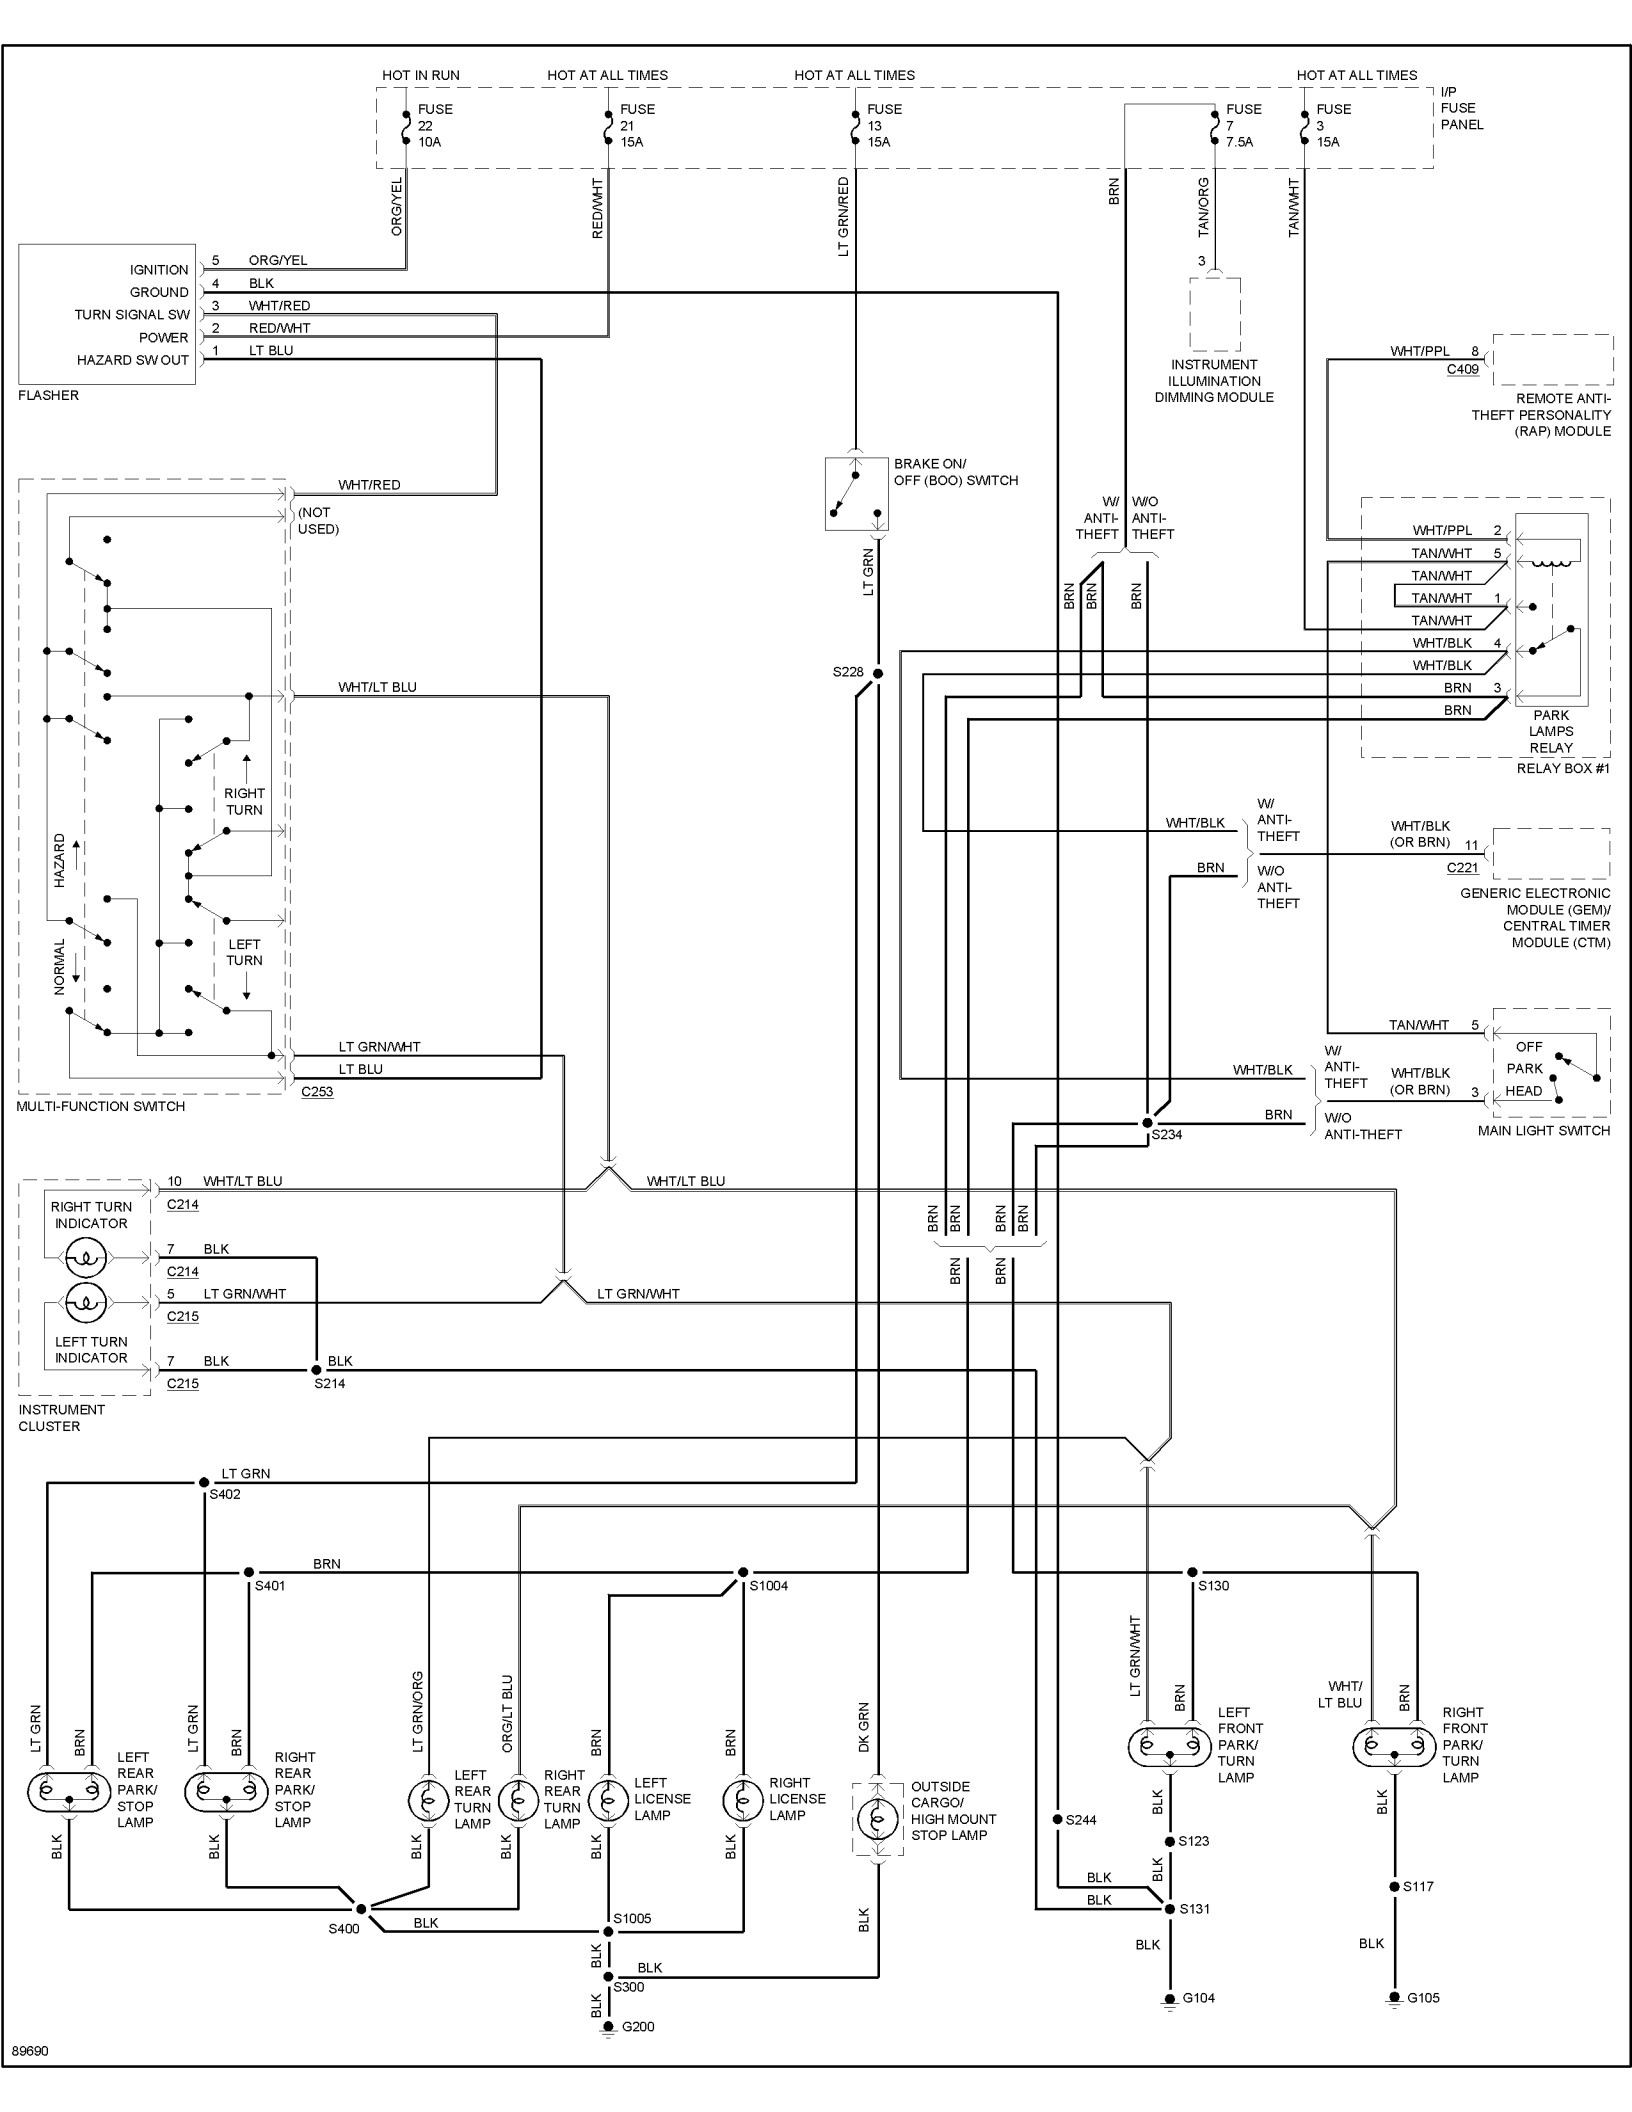 HOT IN RUN
HOT AT ALL TIMES
HOT AT ALL TIMES
HOT AT ALL TIMES
FUSE
22
10A
FUSE
21
15A
FUSE
13
15A
FUSE
7
7.5A
FUSE
3
15A
I/P
FUSE
PANEL
ORG/YEL
RED/WHT
LT GRN/RED
BRN
TAN/ORG
TAN/WHT
3
INSTRUMENT
ILLUMINATION
DIMMING MODULE
IGNITION
GROUND
TURN SIGNAL SW
POWER
HAZARD SW OUT
FLASHER
5 ORG/YEL
4 BLK
3 WHT/RED
2 RED/WHT
1 LT BLU
WHT/PPL 8
C409
REMOTE ANTI-
THEFT PERSONALITY
(RAP) MODULE
BRAKE ON/
OFF (BOO) SWITCH
LT GRN
S228
W/
ANTI-
THEFT
W/O
ANTI-
THEFT
BRN
BRN
BRN
WHT/PPL 2
TAN/WHT 5
TAN/WHT
TAN/WHT 1
TAN/WHT
WHT/BLK 4
WHT/BLK
BRN 3
BRN
PARK
LAMPS
RELAY
RELAY BOX #1
WHT/RED
(NOT
USED)
WHT/LT BLU
RIGHT
TURN
HAZARD
LEFT
TURN
NORMAL
LT GRN/WHT
LT BLU
C253
MULTI-FUNCTION SWITCH
WHT/BLK
W/
ANTI-
THEFT
BRN
W/O
ANTI-
THEFT
WHT/BLK
(OR BRN) 11
C221
GENERIC ELECTRONIC
MODULE (GEM)/
CENTRAL TIMER
MODULE (CTM)
TAN/WHT 5
OFF
PARK
HEAD
WHT/BLK
W/
ANTI-
THEFT
WHT/BLK
(OR BRN) 3
BRN
W/O
ANTI-THEFT
S234
MAIN LIGHT SWITCH
10 WHT/LT BLU
C214
WHT/LT BLU
RIGHT TURN
INDICATOR
7 BLK
C214
5 LT GRN/WHT
C215
LT GRN/WHT
LEFT TURN
INDICATOR
7 BLK
C215
BLK
S214
INSTRUMENT
CLUSTER
BRN
BRN
BRN
BRN
BRN
BRN
LT GRN
S402
BRN
S401
S1004
S130
LT GRN
BRN
LEFT
REAR
PARK/
STOP
LAMP
LT GRN
BRN
RIGHT
REAR
PARK/
STOP
LAMP
LT GRN/ORG
LEFT
REAR
TURN
LAMP
ORG/LT BLU
RIGHT
REAR
TURN
LAMP
BRN
LEFT
LICENSE
LAMP
BRN
RIGHT
LICENSE
LAMP
DK GRN
OUTSIDE
CARGO/
HIGH MOUNT
STOP LAMP
LT GRN/WHT
BRN
LEFT
FRONT
PARK/
TURN
LAMP
WHT/
LT BLU
BRN
RIGHT
FRONT
PARK/
TURN
LAMP
BLK
BLK
BLK
BLK
BLK
BLK
BLK
BLK
BLK
S244
S123
BLK
BLK
BLK
S131
S117
S400
BLK
S1005
BLK
BLK
S300
BLK
G200
BLK
G104
BLK
G105
89690